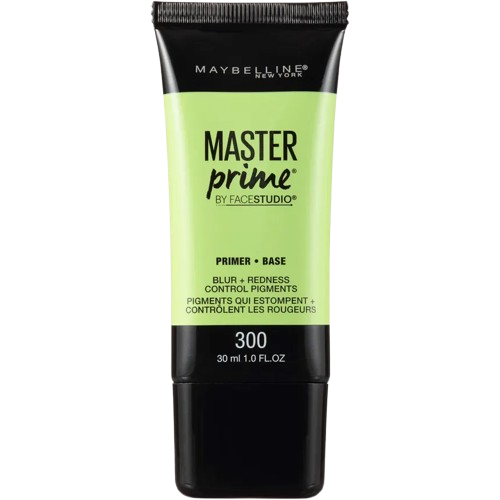 MAYBELLINE®
NEW YORK
MASTER
prime®
BY FACESTUDIO®
PRIMER • BASE
BLUR + REDNESS
CONTROL PIGMENTS
PIGMENTS QUI ESTOMPENT +
CONTRÔLENT LES ROUGEURS
300
30 ml 1.0 FL.OZ